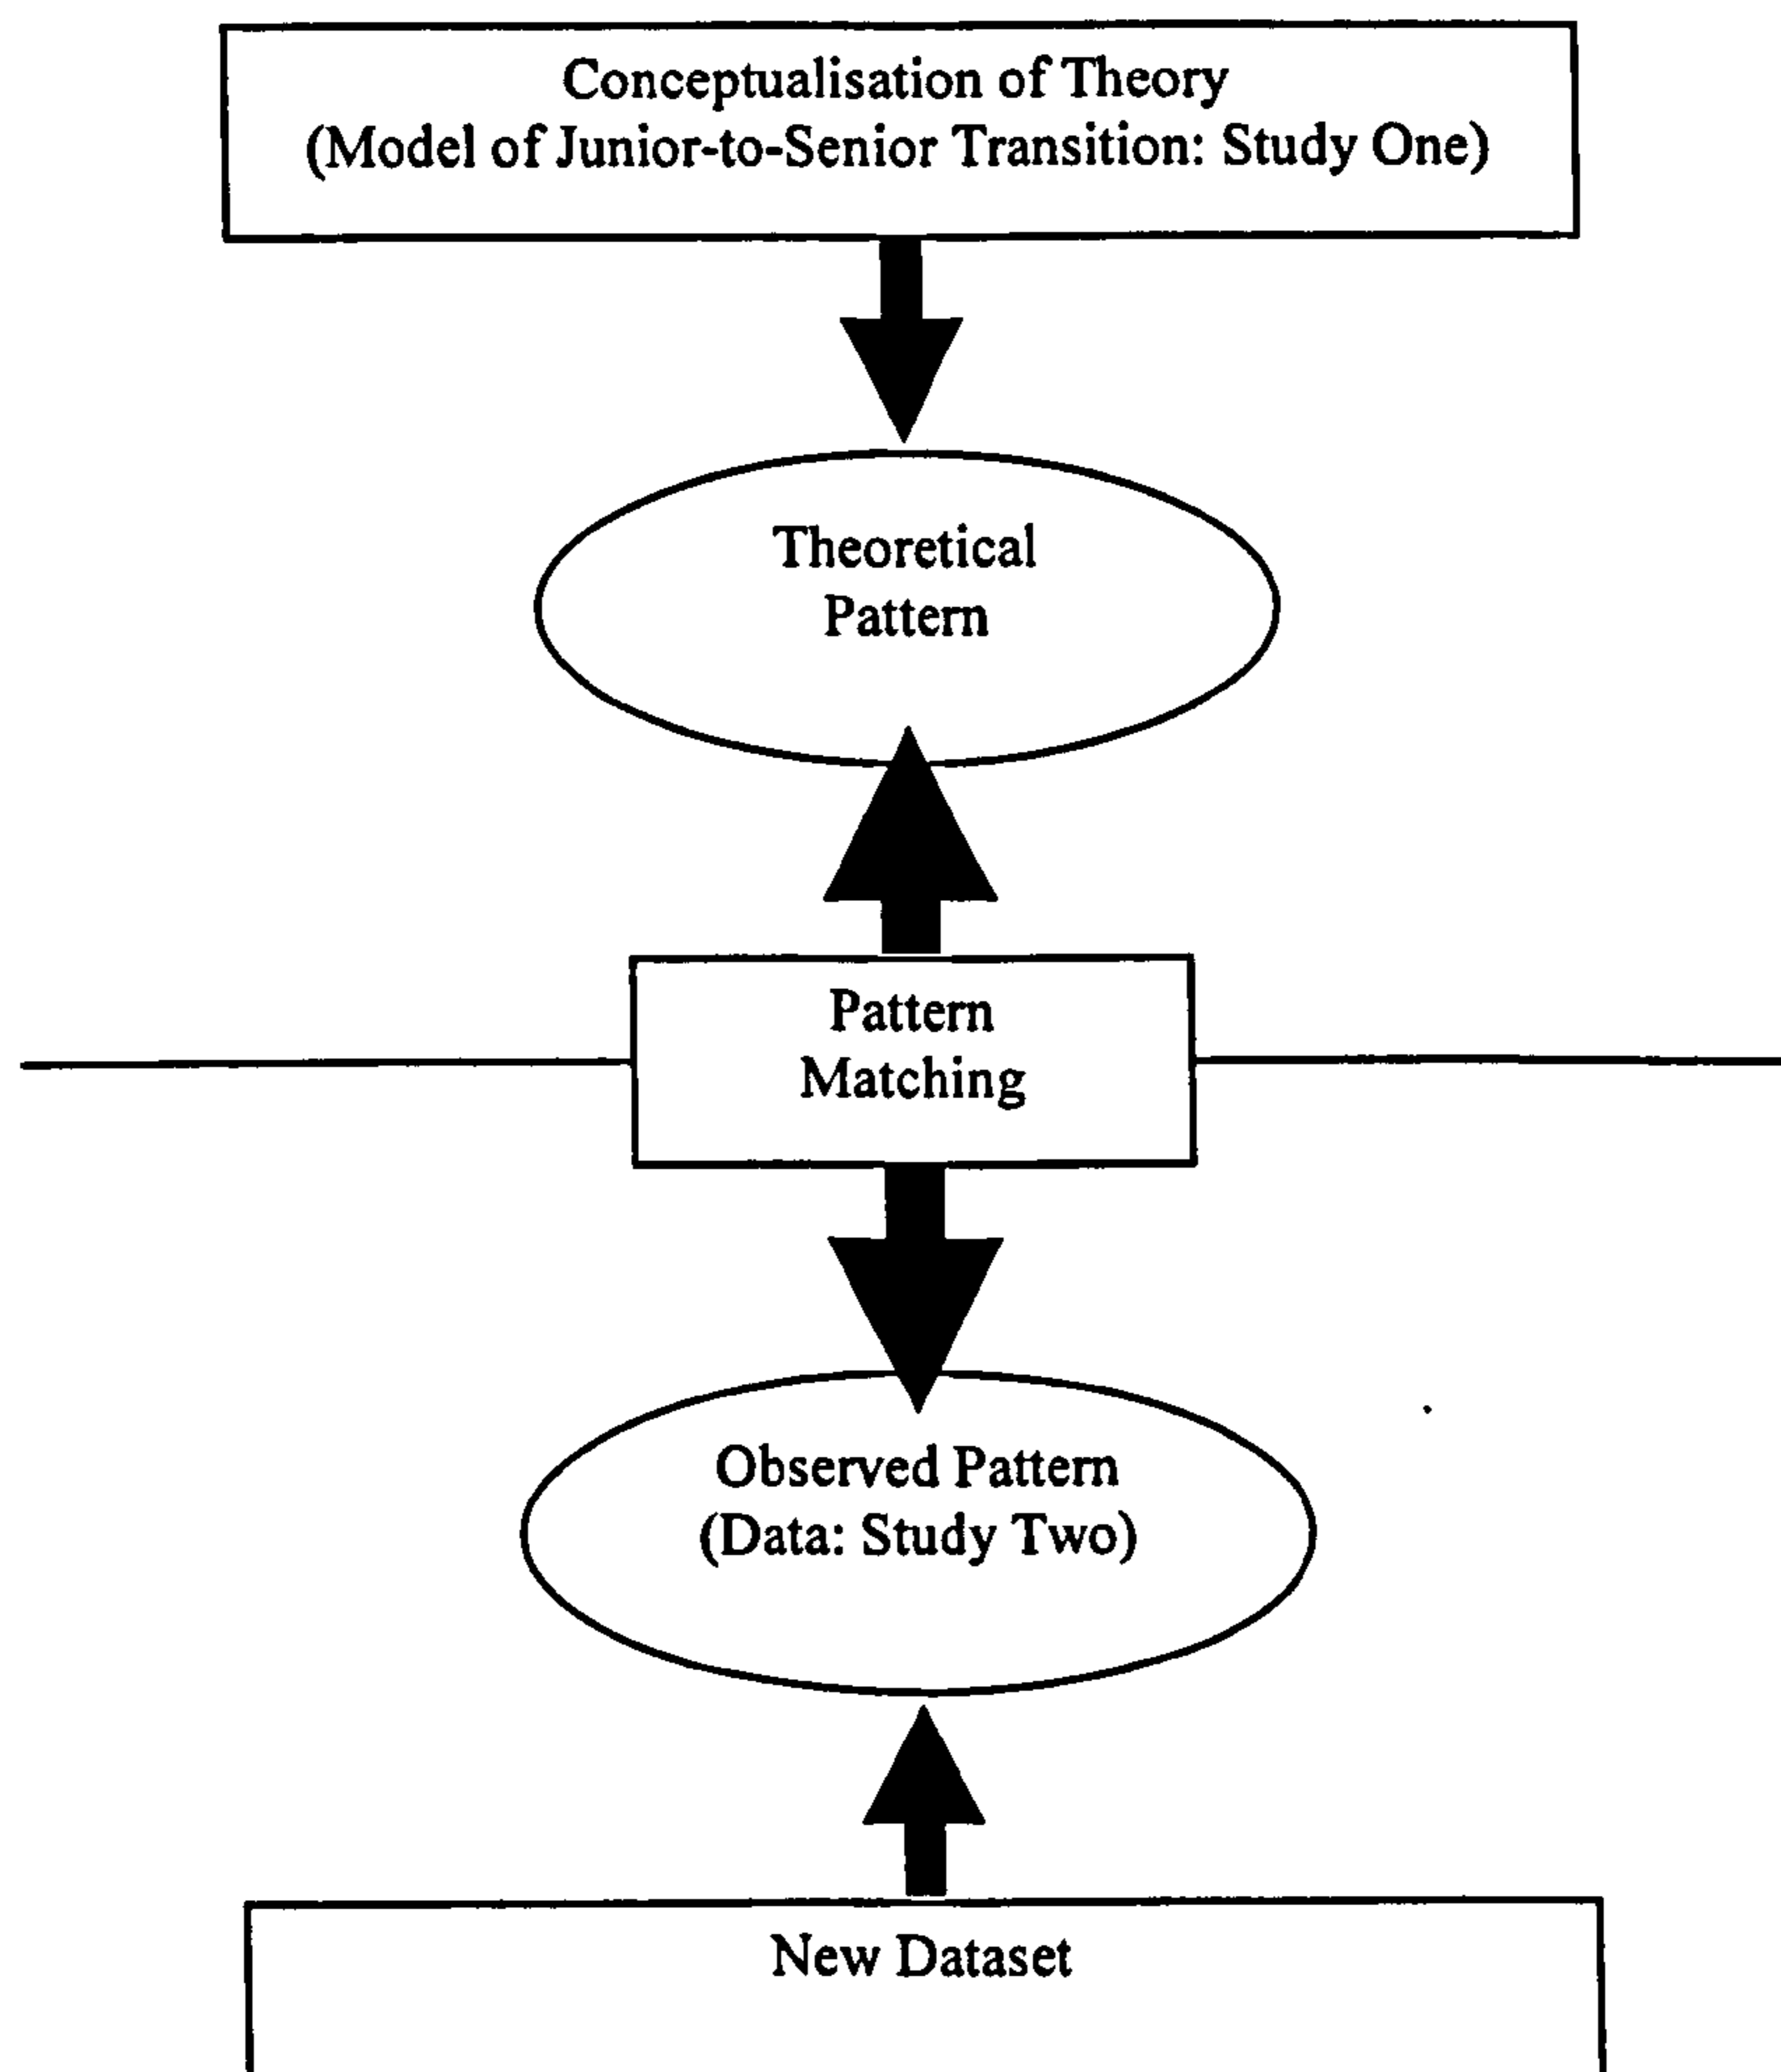 Conceptualisation of Theory
(Model of Junior-to-Senior Transition: Study One)
Theoretical
Pattern
Pattern
Matching
Observed Pattern
(Data: Study Two)
New Dataset